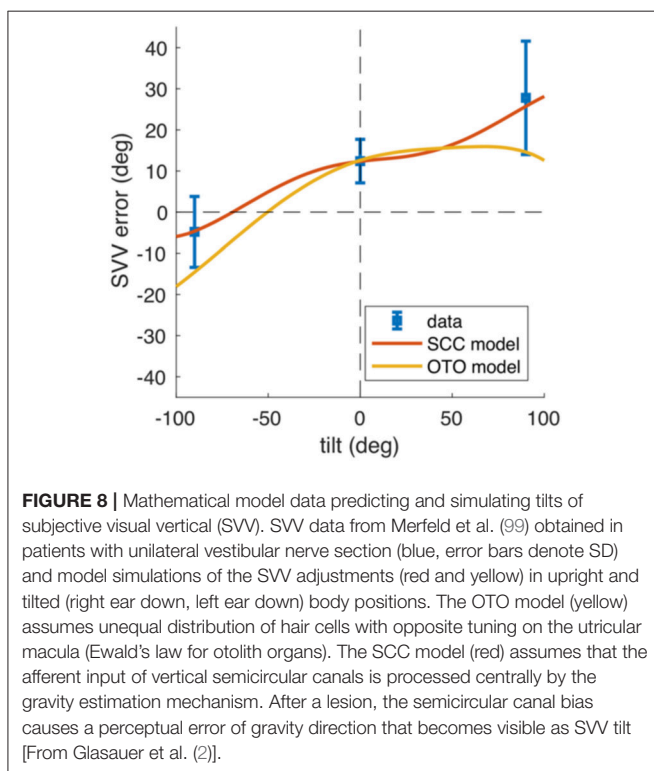 40
30
20
10
0
-10
-20
-30
-40
SVV error (deg)
data
SCC model
OTO model
-100 -50 0 50 100
tilt (deg)
FIGURE 8 | Mathematical model data predicting and simulating tilts of
subjective visual vertical (SVV). SVV data from Merfeld et al. (99) obtained in
patients with unilateral vestibular nerve section (blue, error bars denote SD)
and model simulations of the SVV adjustments (red and yellow) in upright and
tilted (right ear down, left ear down) body positions. The OTO model (yellow)
assumes unequal distribution of hair cells with opposite tuning on the utricular
macula (Ewald's law for otolith organs). The SCC model (red) assumes that the
afferent input of vertical semicircular canals is processed centrally by the
gravity estimation mechanism. After a lesion, the semicircular canal bias
causes a perceptual error of gravity direction that becomes visible as SVV tilt
[From Glasauer et al. (2)].